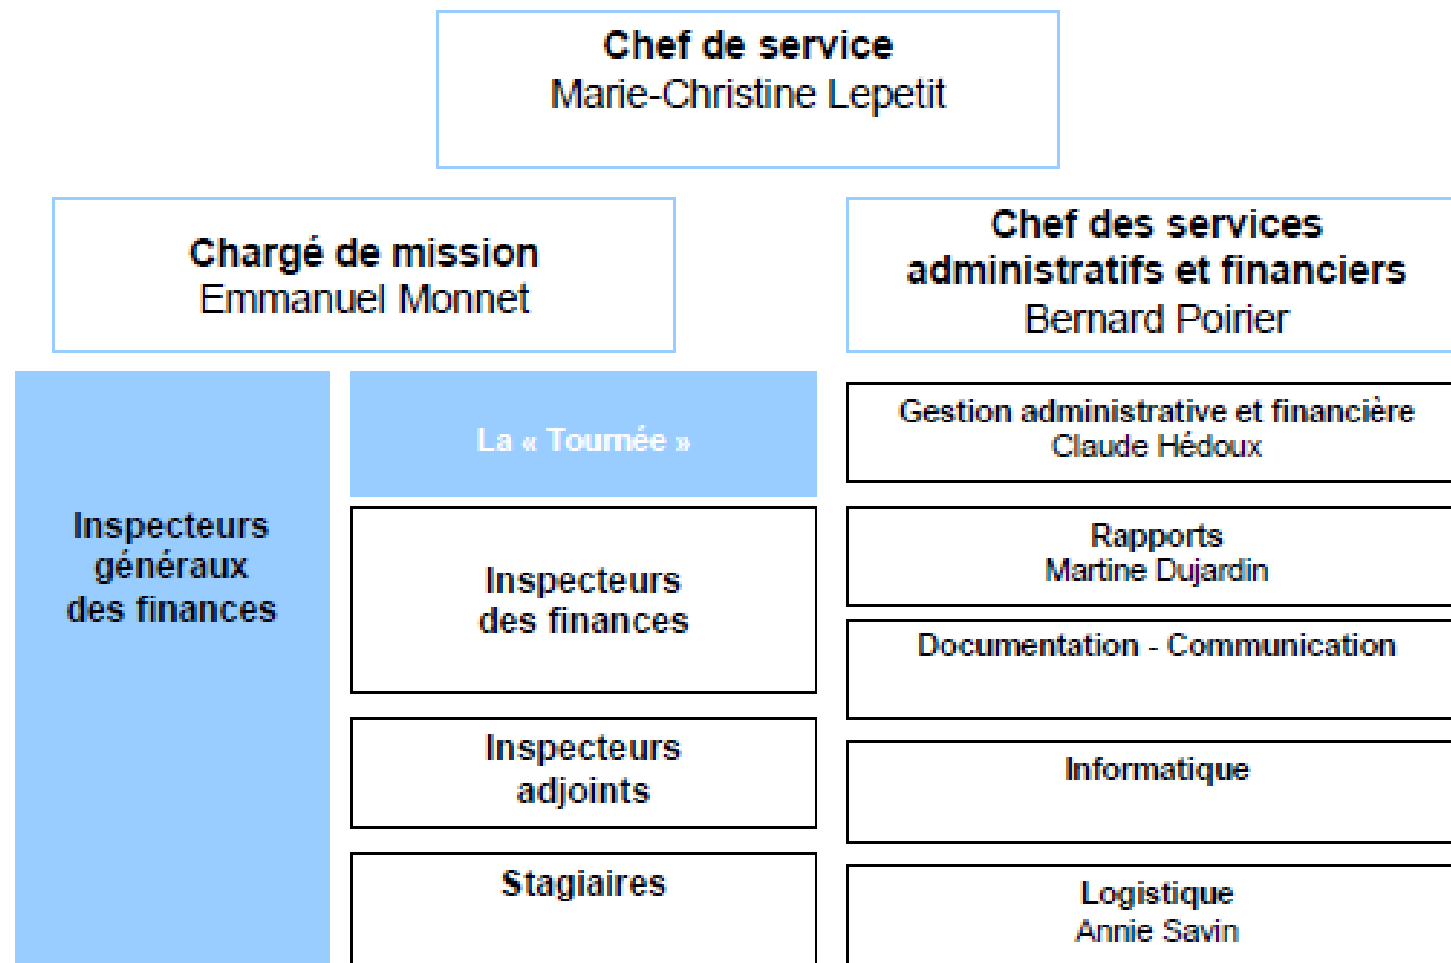 Chef de service
Marie-Christine Lepetit
Chargé de mission
Emmanuel Monnet
Chef des services
administratifs et financiers
Bernard Poirier
Inspecteurs
généraux
des finances
La « Tournée »
Inspecteurs
des finances
Inspecteurs
adjoints
Stagiaires
Gestion administrative et financière
Claude Hédoux
Rapports
Martine Dujardin
Documentation - Communication
Informatique
Logistique
Annie Savin